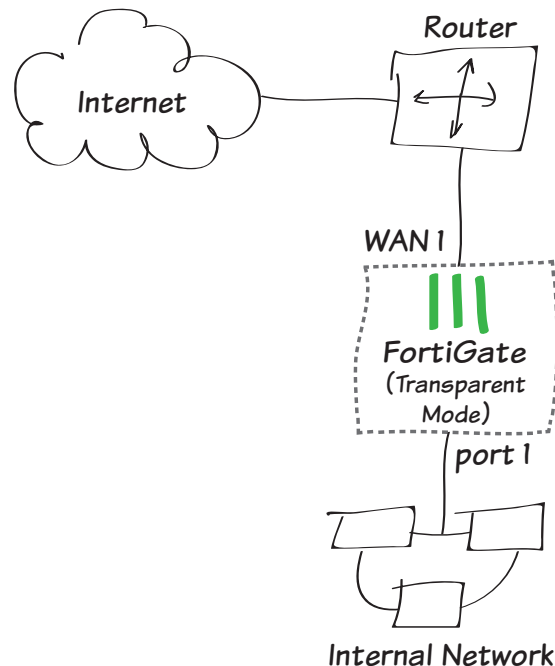 Router
Internet
WAN 1
FortiGate
(Transparent
Mode)
port 1
Internal Network